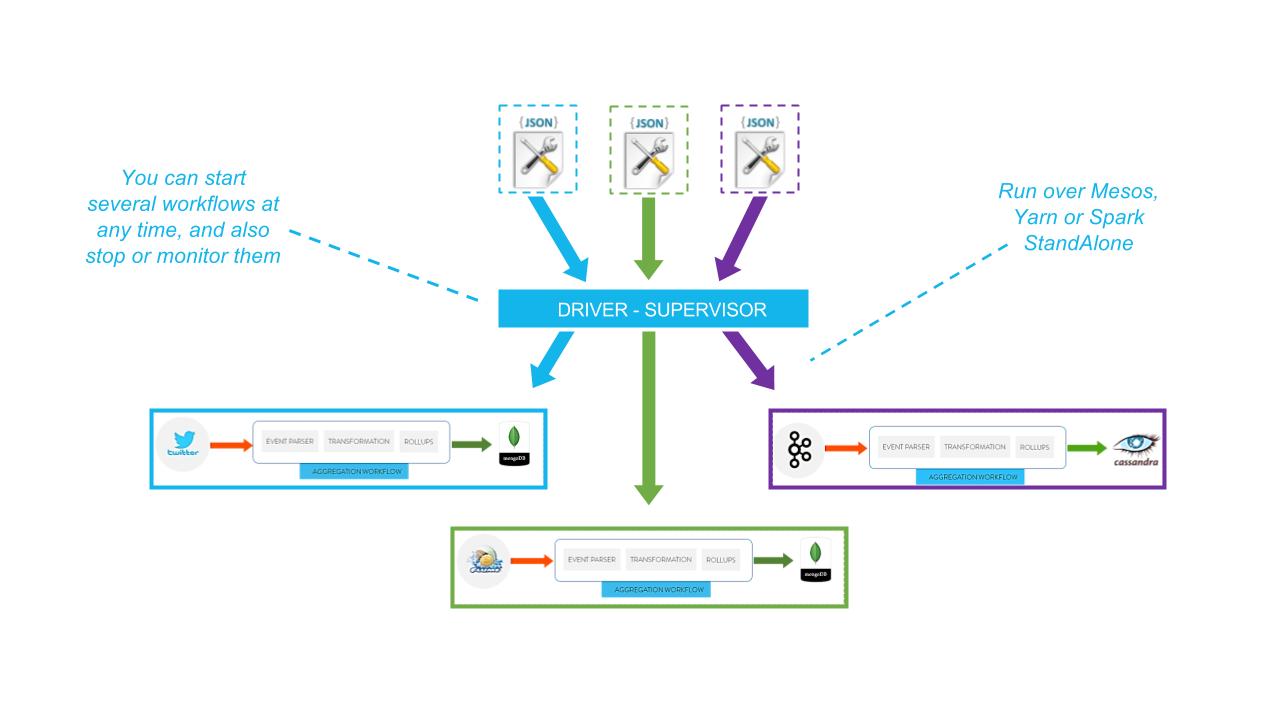 {JSON}
{JSON}
{JSON}
You can start
several workflows at
any time, and also
stop or monitor them
Run over Mesos,
Yarn or Spark
StandAlone
DRIVER - SUPERVISOR
twitter
EVENT PARSER
TRANSFORMATION
ROLLUPS
AGGREGATION WORKFLOW
mongoDB
EVENT PARSER
TRANSFORMATION
ROLLUPS
AGGREGATION WORKFLOW
cassandra
EVENT PARSER
TRANSFORMATION
ROLLUPS
AGGREGATION WORKFLOW
mongoDB